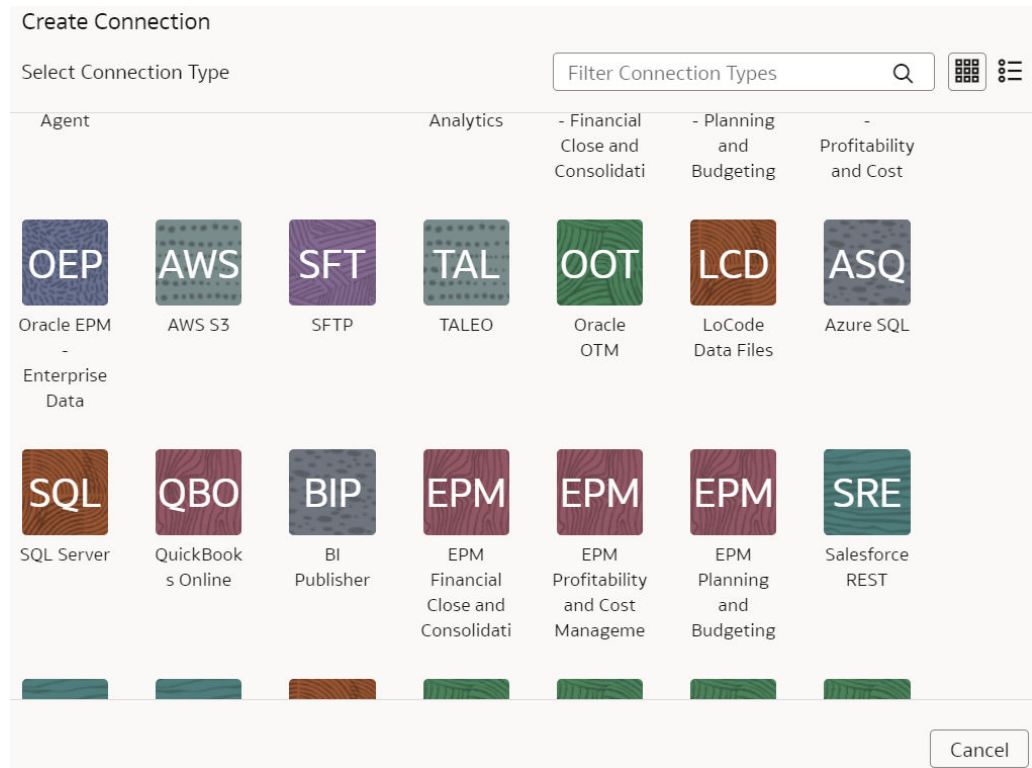 Create Connection
Select Connection Type
Filter Connection Types
Agent
Analytics
- Financial
Close and
Consolidati
- Planning
and
Budgeting
-
Profitability
and Cost
OEP
AWS
SFT
TAL
OOT
LCD
ASQ
Oracle EPM
-
Enterprise
Data
AWS S3
SFTP
TALEO
Oracle
OTM
LoCode
Data Files
Azure SQL
SQL
QBO
BIP
EPM
EPM
EPM
SRE
SQL Server
QuickBook
s Online
BI
Publisher
EPM
Financial
Close and
Consolidati
EPM
Profitability
and Cost
Manageme
EPM
Planning
and
Budgeting
Salesforce
REST
Cancel